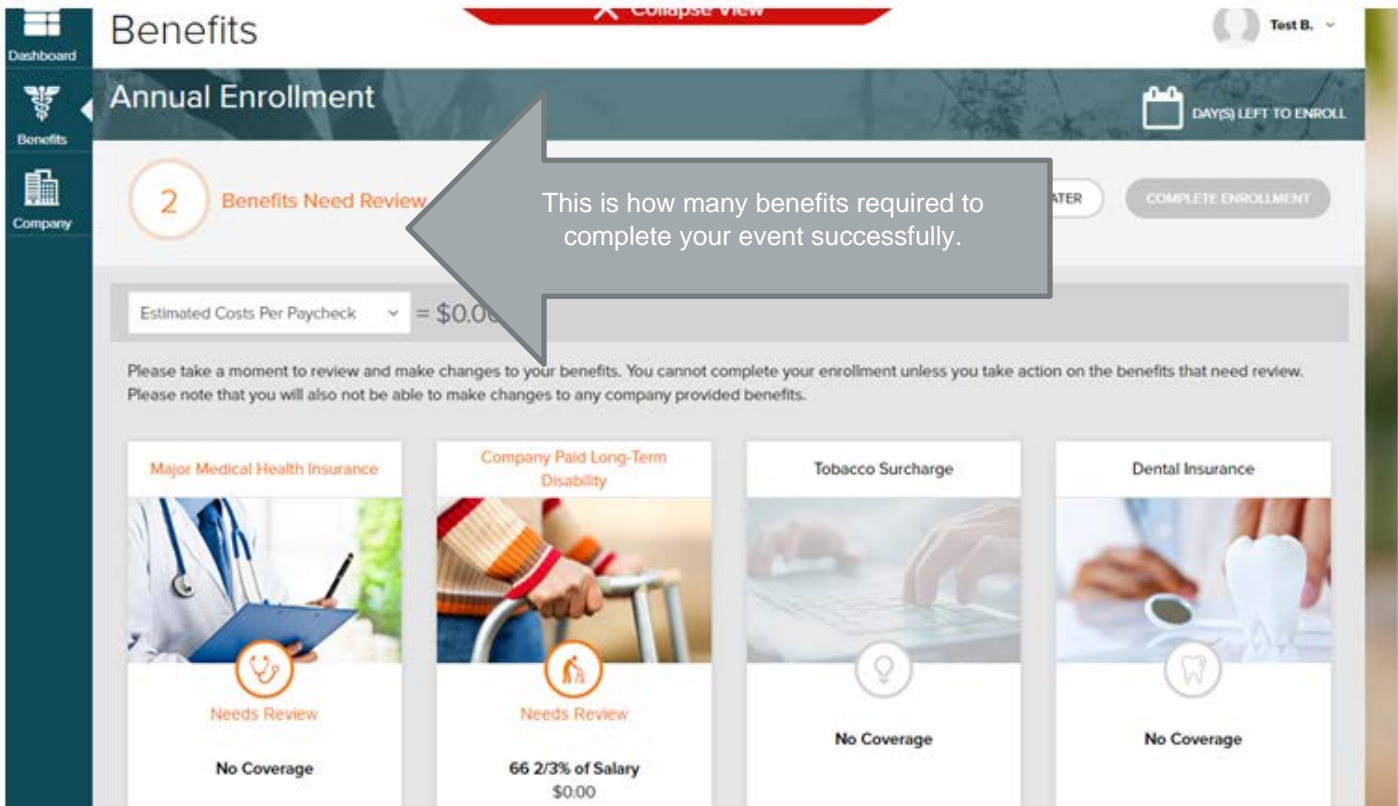 Collapse View
Dashboard
Benefits
Test B.
Annual Enrollment
DAY(S) LEFT TO ENROLL
Benefits
Company
2
Benefits Need Review
This is how many benefits required to
complete your event successfully.
COMPLETE ENROLLMENT
Estimated Costs Per Paycheck = $0.00
Please take a moment to review and make changes to your benefits. You cannot complete your enrollment unless you take action on the benefits that need review.
Please note that you will also not be able to make changes to any company provided benefits.
Major Medical Health Insurance
Company Paid Long-Term
Disability
Tobacco Surcharge
Dental Insurance
Needs Review
Needs Review
No Coverage
No Coverage
No Coverage
66 2/3% of Salary
$0.00